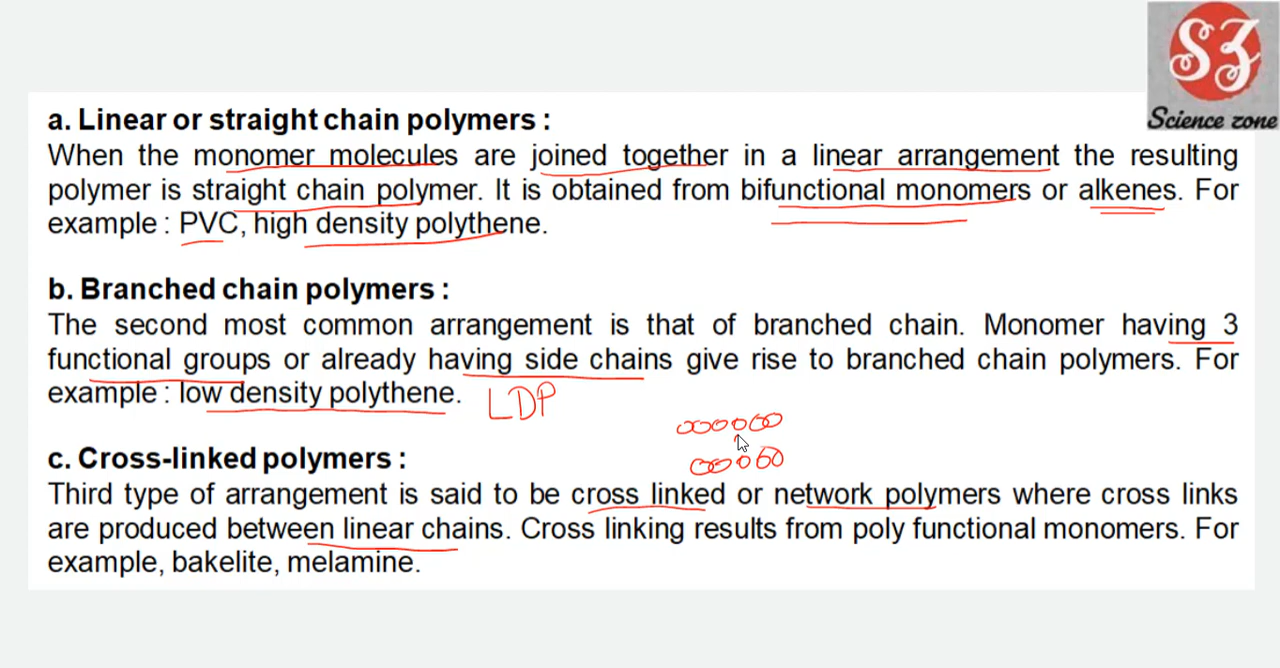 SZ
Science zone
a. Linear or straight chain polymers :
When the monomer molecules are joined together in a linear arrangement the resulting
polymer is straight chain polymer. It is obtained from bifunctional monomers or alkenes. For
example : PVC, high density polythene.
b. Branched chain polymers :
The second most common arrangement is that of branched chain. Monomer having 3
functional groups or already having side chains give rise to branched chain polymers. For
example : low density polythene. LDP
c. Cross-linked polymers :
Third type of arrangement is said to be cross linked or network polymers where cross links
are produced between linear chains. Cross linking results from poly functional monomers. For
example, bakelite, melamine.